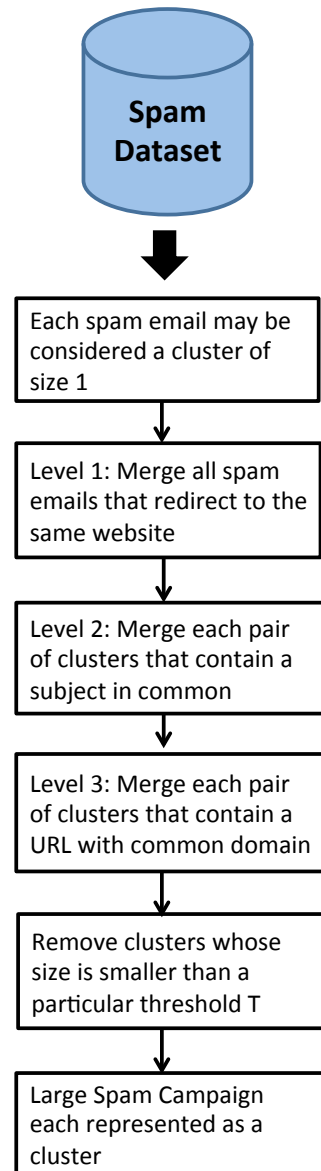 Spam
Dataset
Each spam email may be
considered a cluster of
size 1
Level 1: Merge all spam
emails that redirect to the
same website
Level 2: Merge each pair
of clusters that contain a
subject in common
Level 3: Merge each pair
of clusters that contain a
URL with common domain
Remove clusters whose
size is smaller than a
particular threshold T
Large Spam Campaign
each represented as a
cluster